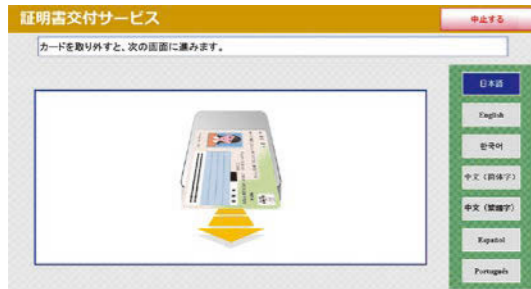 証明書交付サービス
中止する
カードを取り外すと、次の画面に進みます。
日本語
English
한국어
中文（简体字）
中文（繁體字）
Español
Português